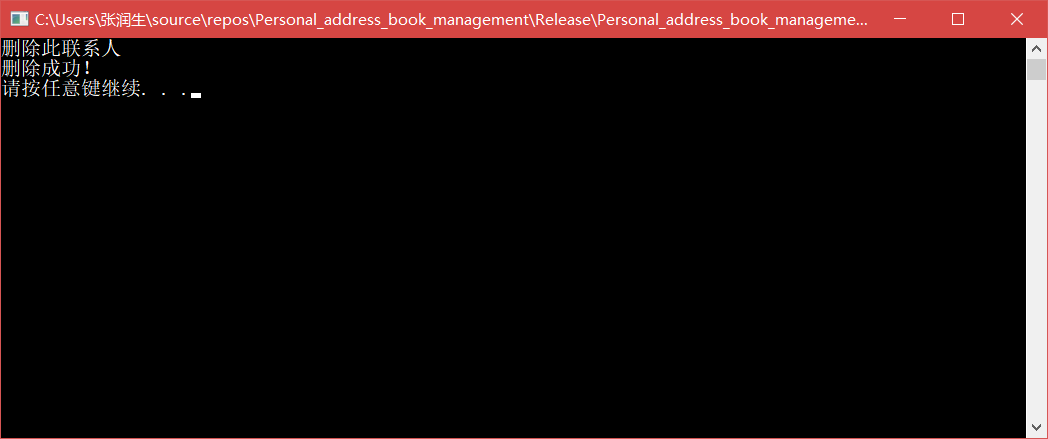 C:\Users\张润生\source\repos\Personal_address_book_management\Release\Personal_address_book_manageme...
删除此联系人
删除成功！
请按任意键继续. . .